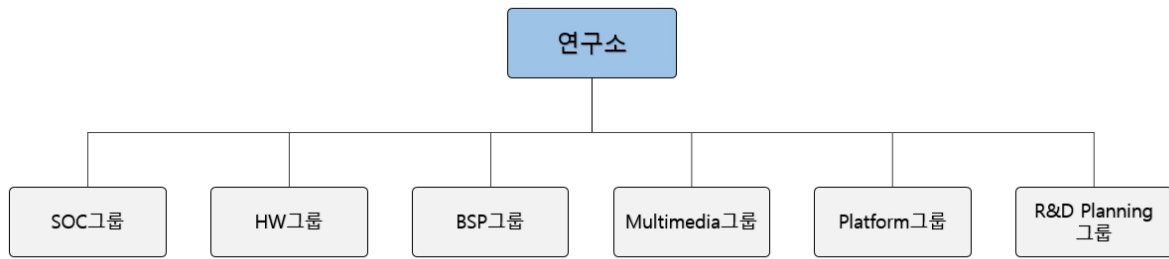 연구소
SOC그룹
HW그룹
BSP그룹
Multimedia그룹
Platform그룹
R&D Planning
그룹